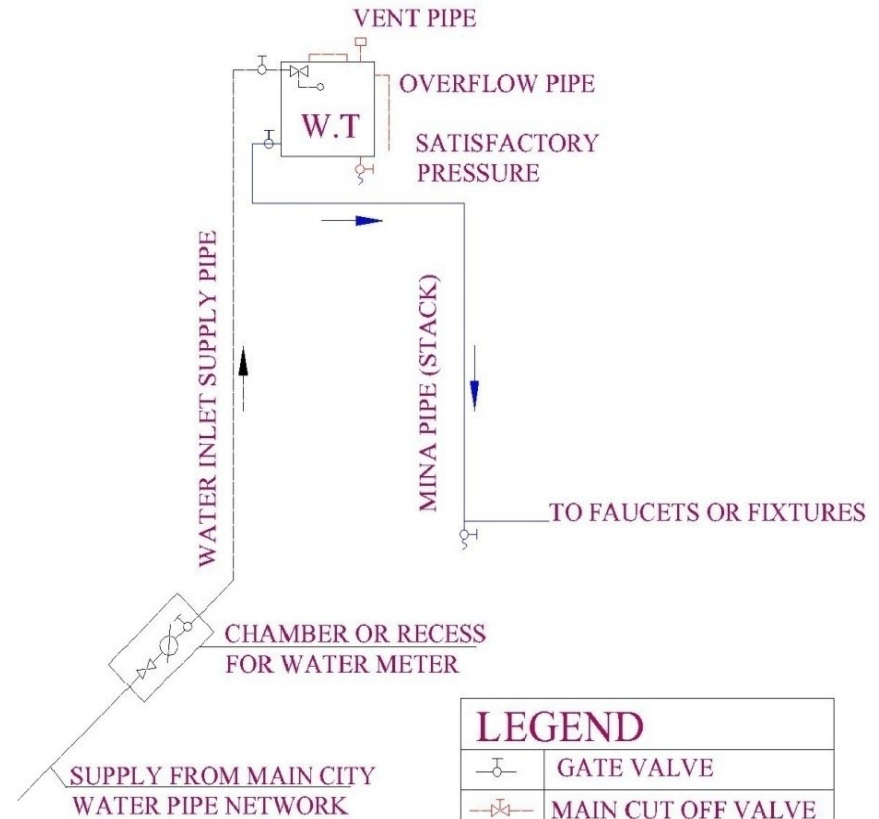 VENT PIPE
OVERFLOW PIPE
W.T
SATISFACTORY
PRESSURE
WATER INLET SUPPLY PIPE
MINA PIPE (STACK)
TO FAUCETS OR FIXTURES
CHAMBER OR RECESS
FOR WATER METER
SUPPLY FROM MAIN CITY
WATER PIPE NETWORK
LEGEND
GATE VALVE
MAIN CUT OFF VALVE